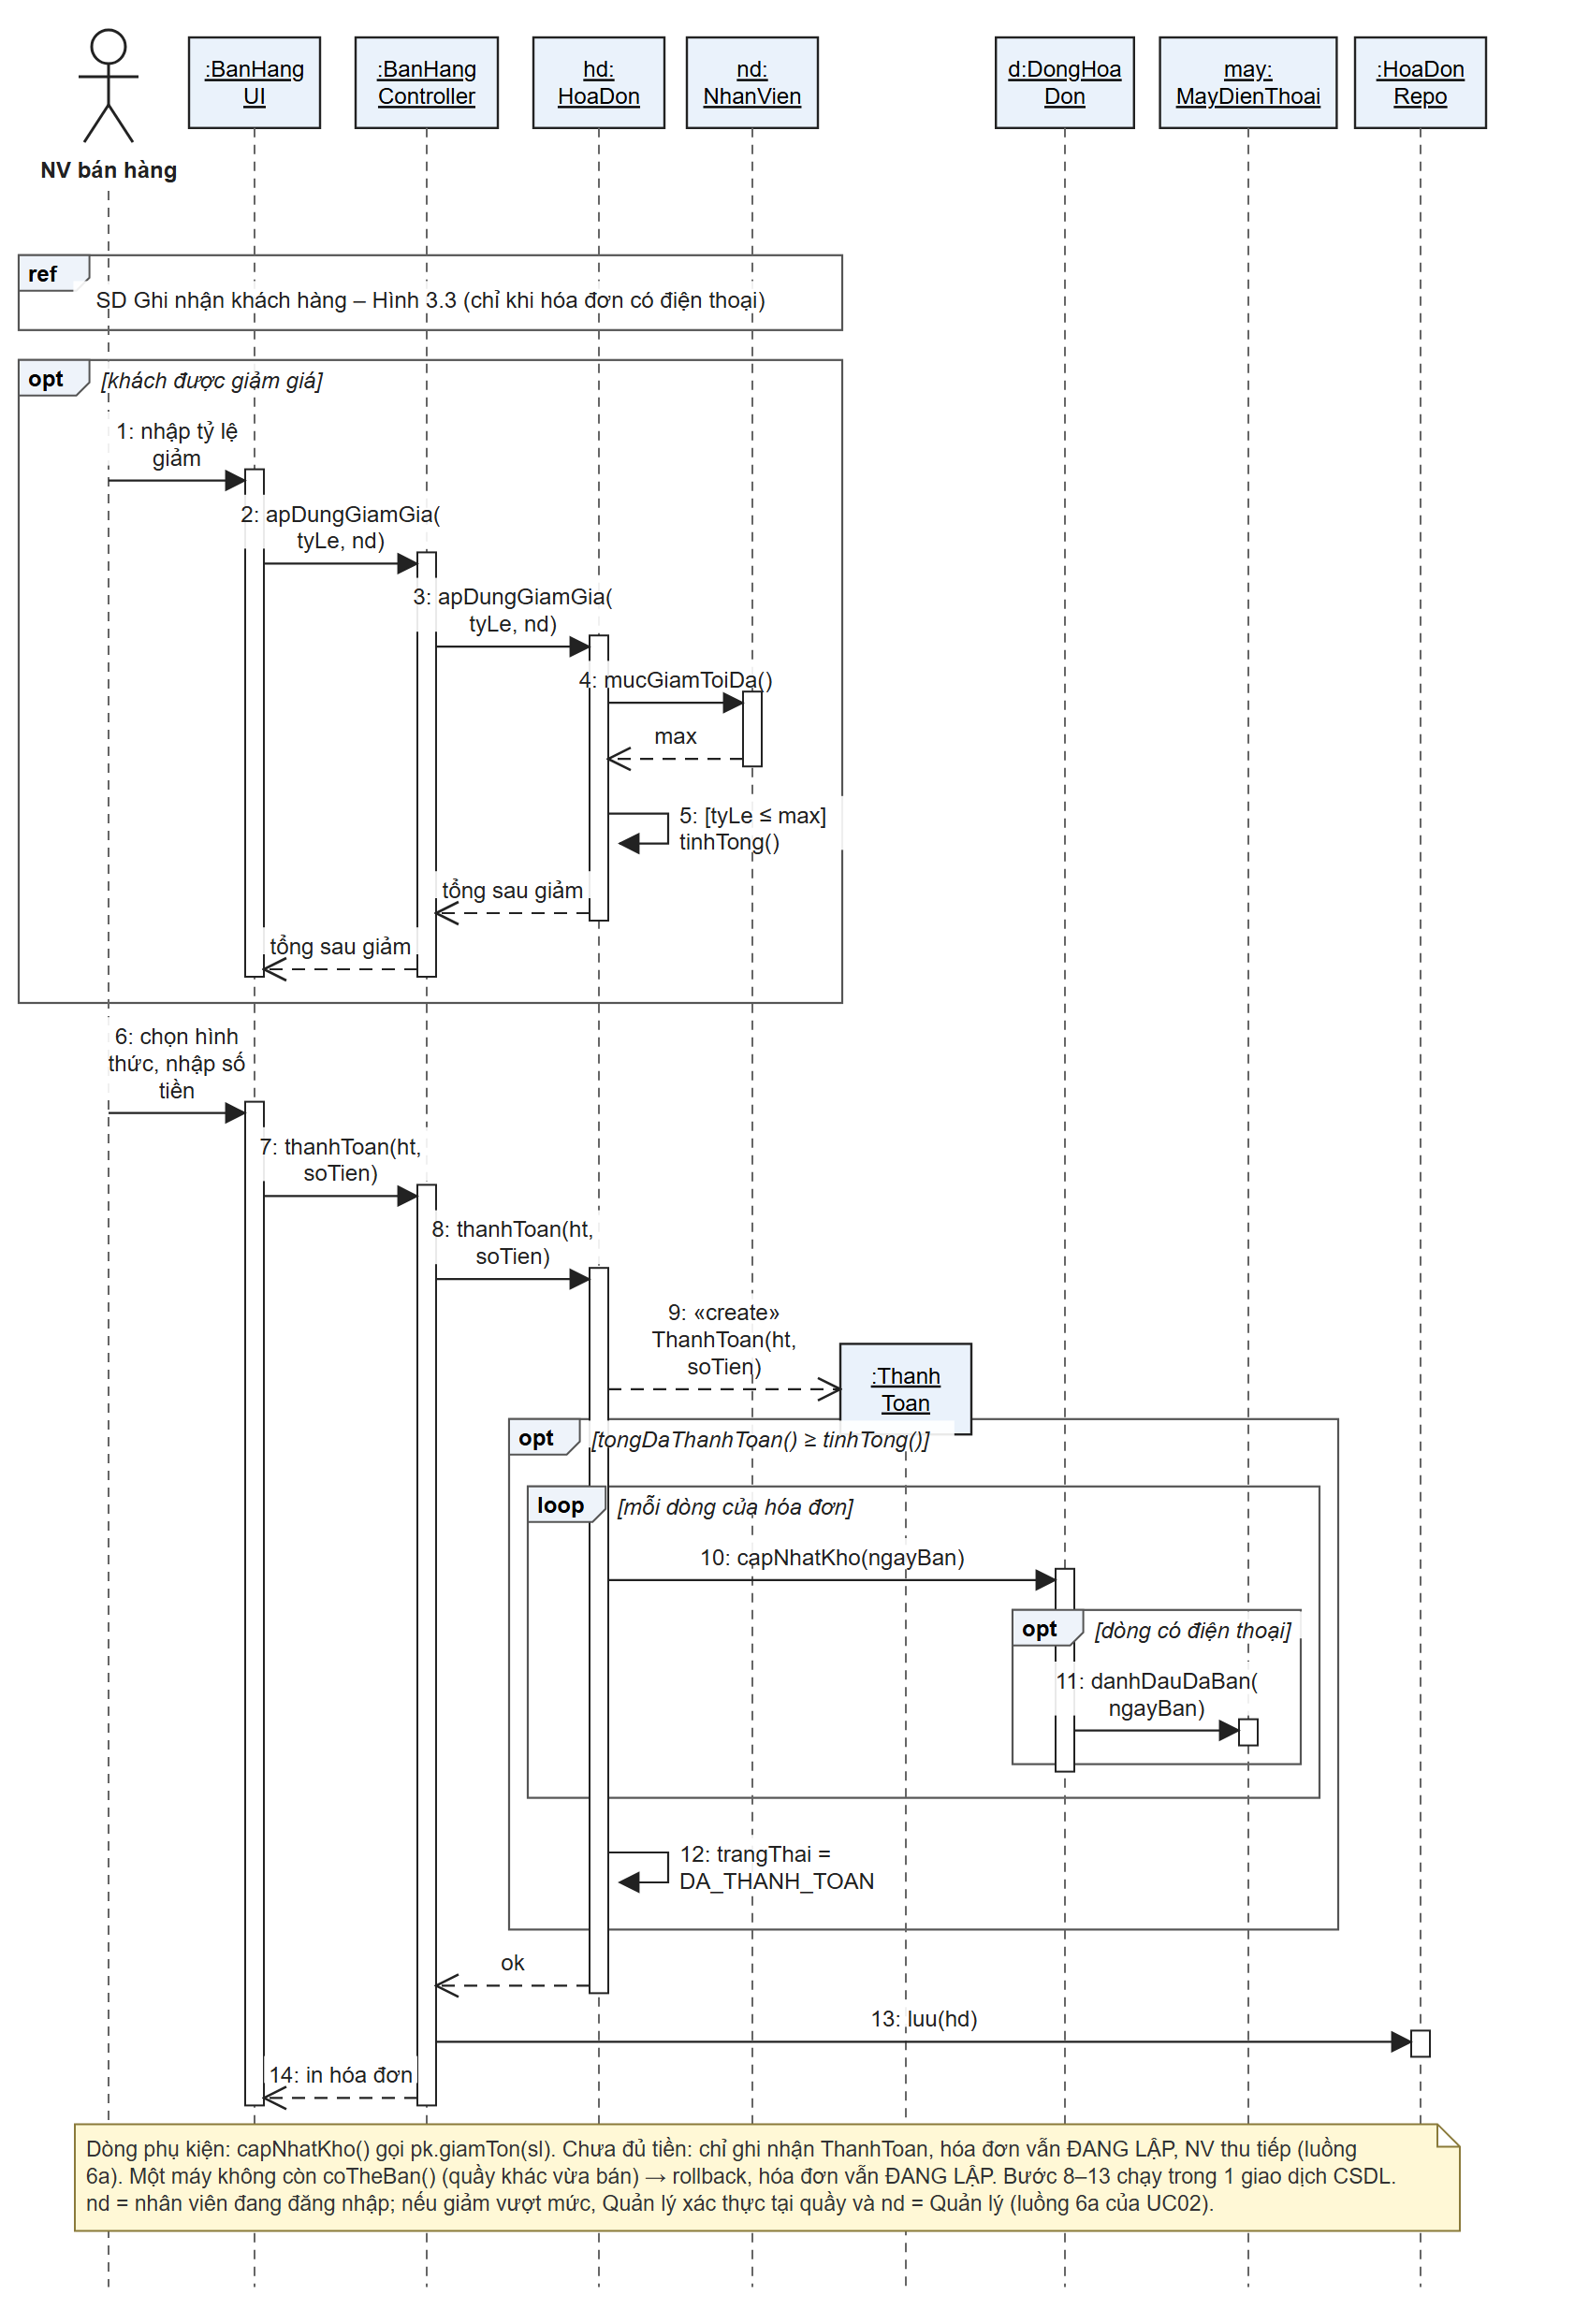 :BanHang
UI
:BanHang
Controller
hd:
HoaDon
nd:
NhanVien
d:DongHoa
Don
may:
MayDienThoai
:HoaDon
Repo
NV bán hàng
ref
SD Ghi nhận khách hàng – Hình 3.3 (chỉ khi hóa đơn có điện thoại)
opt
[khách được giảm giá]
1: nhập tỷ lệ
giảm
2: apDungGiamGia(
tyLe, nd)
3: apDungGiamGia(
tyLe, nd)
4: mucGiamToiDa()
max
5: [tyLe ≤ max]
tinhTong()
tổng sau giảm
tổng sau giảm
6: chọn hình
thức, nhập số
tiền
7: thanhToan(ht,
soTien)
8: thanhToan(ht,
soTien)
9: «create»
ThanhToan(ht,
soTien)
:Thanh
Toan
opt
[tongDaThanhToan() ≥ tinhTong()]
loop
[mỗi dòng của hóa đơn]
10: capNhatKho(ngayBan)
opt
[dòng có điện thoại]
11: danhDauDaBan(
ngayBan)
12: trangThai =
DA_THANH_TOAN
ok
13: luu(hd)
14: in hóa đơn
Dòng phụ kiện: capNhatKho() gọi pk.giamTon(sl). Chưa đủ tiền: chỉ ghi nhận ThanhToan, hóa đơn vẫn ĐANG LẬP, NV thu tiếp (luồng
6a). Một máy không còn coTheBan() (quầy khác vừa bán) → rollback, hóa đơn vẫn ĐANG LẬP. Bước 8–13 chạy trong 1 giao dịch CSDL.
nd = nhân viên đang đăng nhập; nếu giảm vượt mức, Quản lý xác thực tại quầy và nd = Quản lý (luồng 6a của UC02).